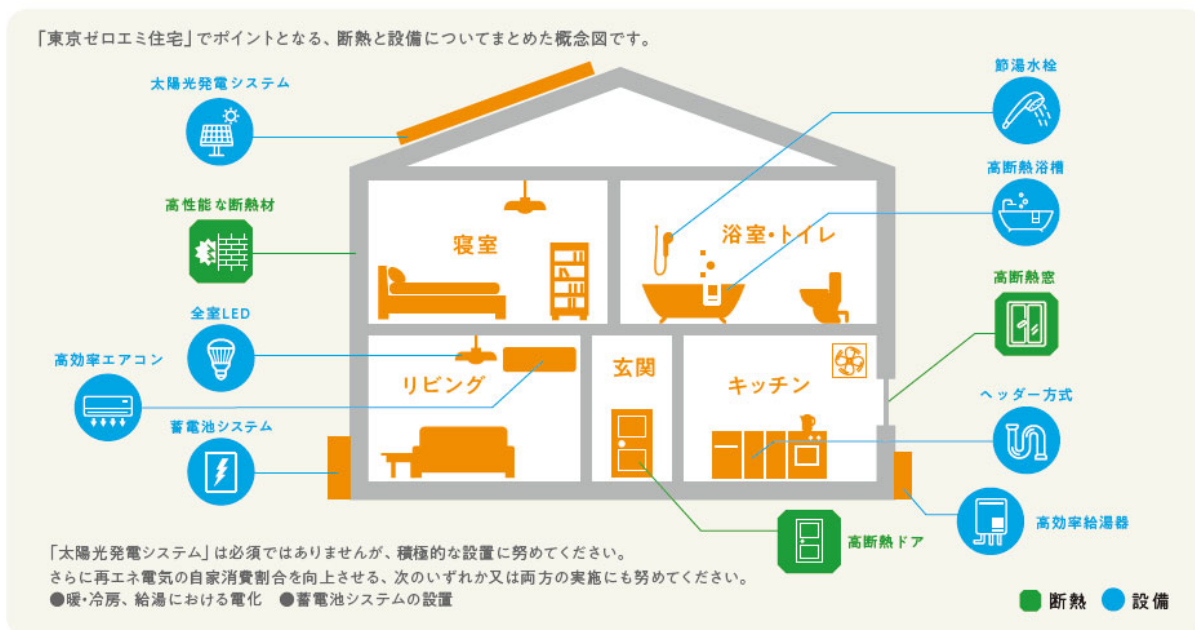 「東京ゼロエミ住宅」でポイントとなる、断熱と設備についてまとめた概念図です。
太陽光発電システム
高性能な断熱材
全室LED
高効率エアコン
蓄電池システム
寝室
浴室・トイレ
リビング
玄関
キッチン
節湯水栓
高断熱浴槽
高断熱窓
ヘッダー方式
高効率給湯器
高断熱ドア
「太陽光発電システム」は必須ではありませんが、積極的な設置に努めてください。
さらに再エネ電気の自家消費割合を向上させる、次のいずれか又は両方の実施にも努めてください。
●暖・冷房、給湯における電化 ●蓄電池システムの設置
断熱 設備